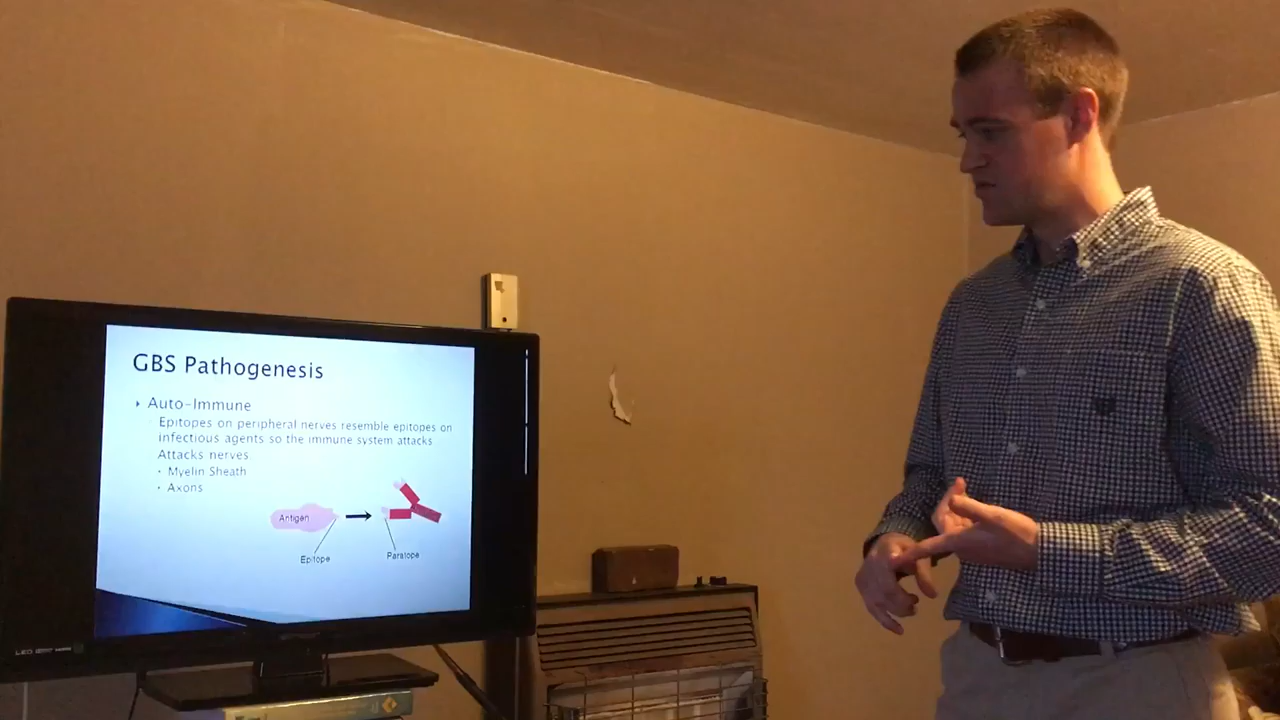 GBS Pathogenesis
Auto-Immune
Epitopes on peripheral nerves resemble epitopes on
infectious agents so the immune system attacks
Attacks nerves
Myelin Sheath
Axons
Antigen
Epitope
Paratope